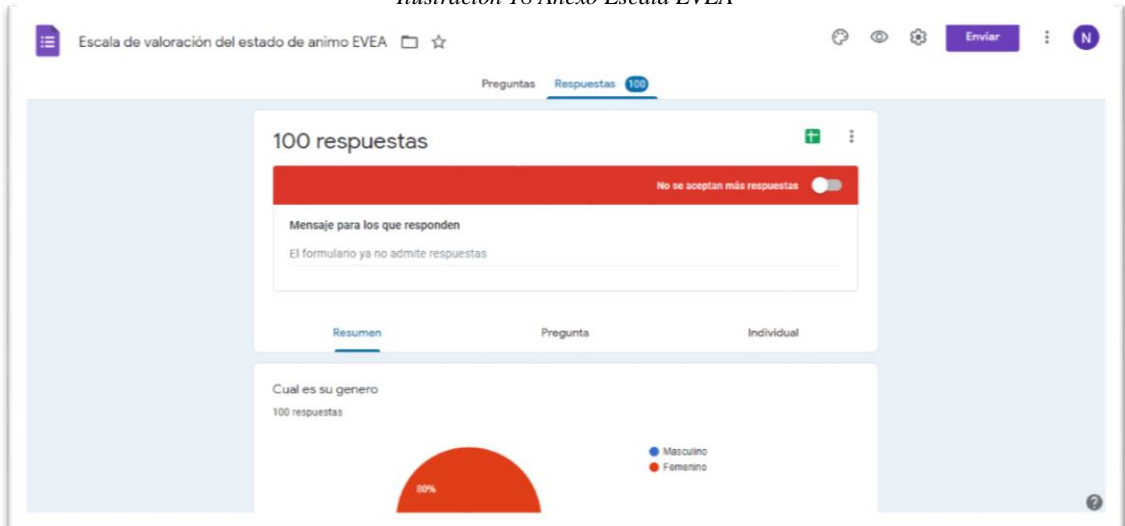 Ilustración 18 Anexo Escala EVEA
Escala de valoración del estado de animo EVEA
Enviar
N
Preguntas Respuestas 100
100 respuestas
No se aceptan más respuestas
Mensaje para los que responden
El formulario ya no admite respuestas
Resumen Pregunta Individual
Cual es su genero
100 respuestas
Masculino
Femenino
80%